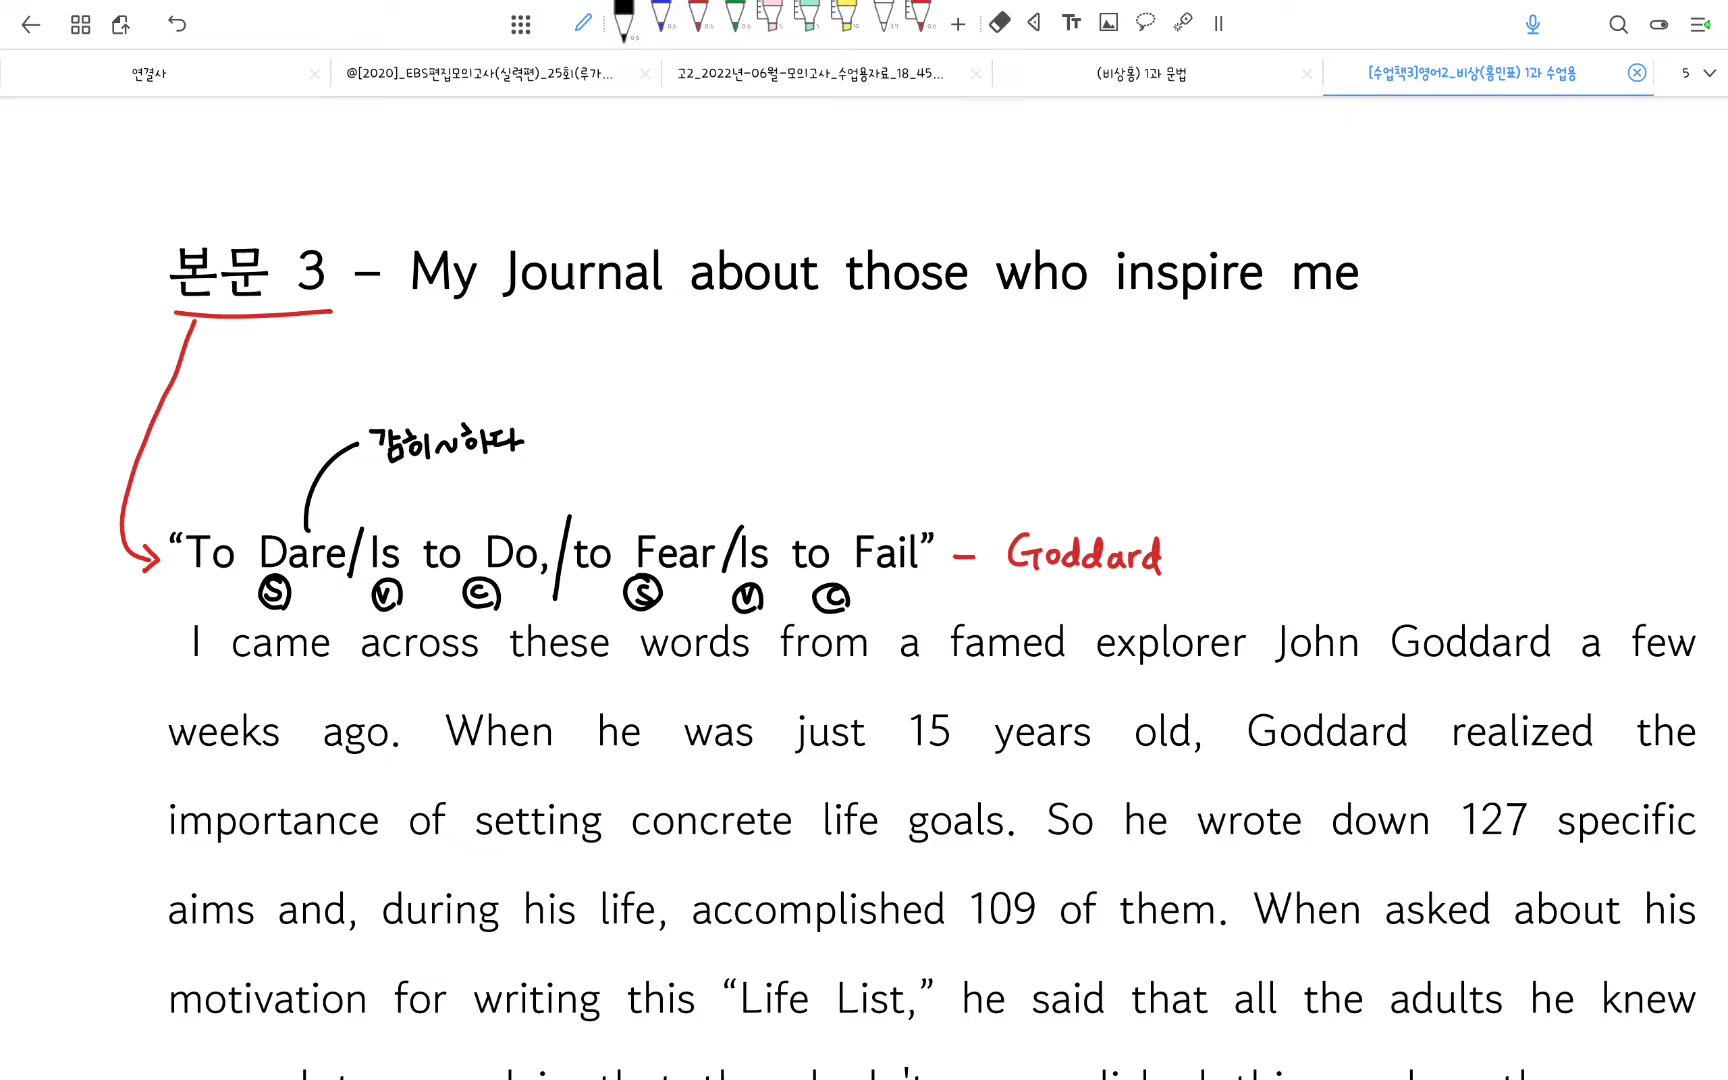 연결사
@[2020]_EBS편집모의고사(실력편)_25회(류가...
고2_2022년-06월-모의고사_수업용자료_18_45...
(비상홍) 1과 문법
[수업책3]영어2_비상(홍민표) 1과 수업용
5
본문 3 - My Journal about those who inspire me
감히~하다
“To Dare/Is to Do,/to Fear/Is to Fail” - Goddard
S V C S V C
I came across these words from a famed explorer John Goddard a few
weeks ago. When he was just 15 years old, Goddard realized the
importance of setting concrete life goals. So he wrote down 127 specific
aims and, during his life, accomplished 109 of them. When asked about his
motivation for writing this “Life List,” he said that all the adults he knew